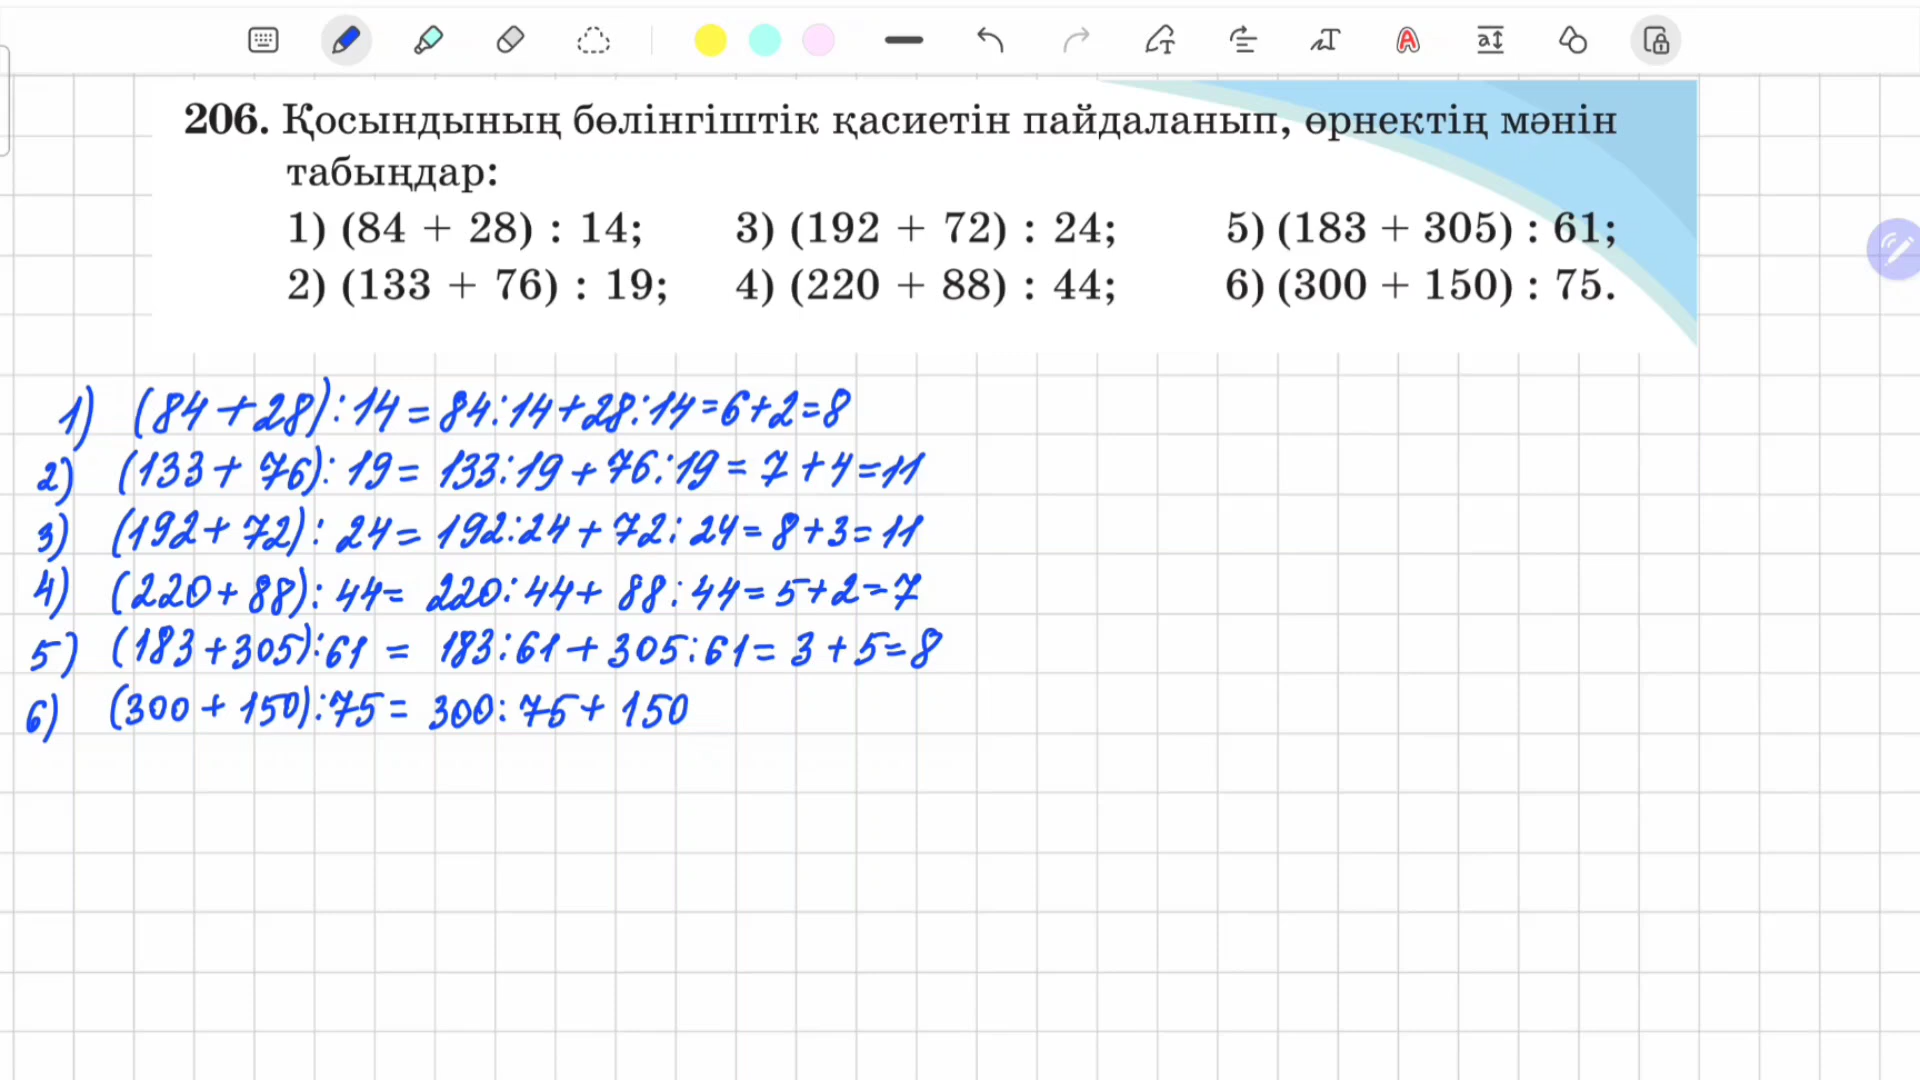 206. Қосындының бөлінгіштік қасиетін пайдаланып, өрнектің мәнін
табыңдар:
1) (84 + 28) : 14; 3) (192 + 72) : 24; 5) (183 + 305) : 61;
2) (133 + 76) : 19; 4) (220 + 88) : 44; 6) (300 + 150) : 75.
1) (84+28):14=84:14+28:14=6+2=8
2) (133+76):19=133:19+76:19=7+4=11
3) (192+72):24=192:24+72:24=8+3=11
4) (220+88):44=220:44+88:44=5+2=7
5) (183+305):61=183:61+305:61=3+5=8
6) (300+150):75=300:75+150